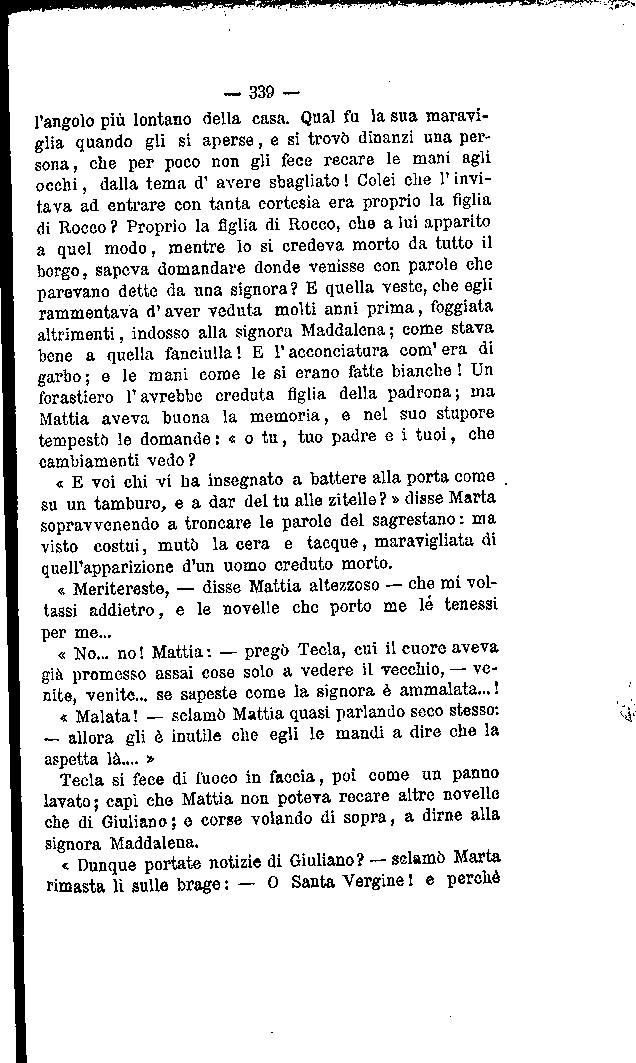 — 339 —
l'angolo più lontano della casa. Qual fu la sua maravi-
glia quando gli si aperse, e si trovò dinanzi una per-
sona, che per poco non gli fece recare le mani agli
occhi, dalla tema d' avere sbagliato! Colei che l' invi-
tava ad entrare con tanta cortesia era proprio la figlia
di Rocco? Proprio la figlia di Rocco, che a lui apparito
a quel modo, mentre lo si credeva morto da tutto il
borgo, sapeva domandare donde venisse con parole che
parevano dette da una signora? E quella veste, che egli
rammentava d' aver veduta molti anni prima, foggiata
altrimenti, indosso alla signora Maddalena; come stava
bene a quella fanciulla! E l' acconciatura com' era di
garbo; e le mani come le si erano fatte bianche! Un
forastiero l' avrebbe creduta figlia della padrona; ma
Mattia aveva buona la memoria, e nel suo stupore
tempestò le domande: « o tu, tuo padre e i tuoi, che
cambiamenti vedo?
« E voi chi vi ha insegnato a battere alla porta come
su un tamburo, e a dar del tu alle zitelle? » disse Marta
sopravvenendo a troncare le parole del sagrestano: ma
visto costui, mutò la cera e tacque, maravigliata di
quell'apparizione d'un uomo creduto morto.
« Meritereste, — disse Mattia altezzoso — che mi vol-
tassi addietro, e le novelle che porto me lé tenessi
per me...
« No... no! Mattia: — pregò Tecla, cui il cuore aveva
già promesso assai cose solo a vedere il vecchio, — ve-
nite, venite... se sapeste come la signora è ammalata...!
« Malata! — sclamò Mattia quasi parlando seco stesso:
— allora gli è inutile che egli le mandi a dire che la
aspetta là.... »
Tecla si fece di fuoco in faccia, poi come un panno
lavato; capì che Mattia non poteva recare altre novelle
che di Giuliano; e corse volando di sopra, a dirne alla
signora Maddalena.
« Dunque portate notizie di Giuliano? — sclamò Marta
rimasta lì sulle brage: — O Santa Vergine! e perchè